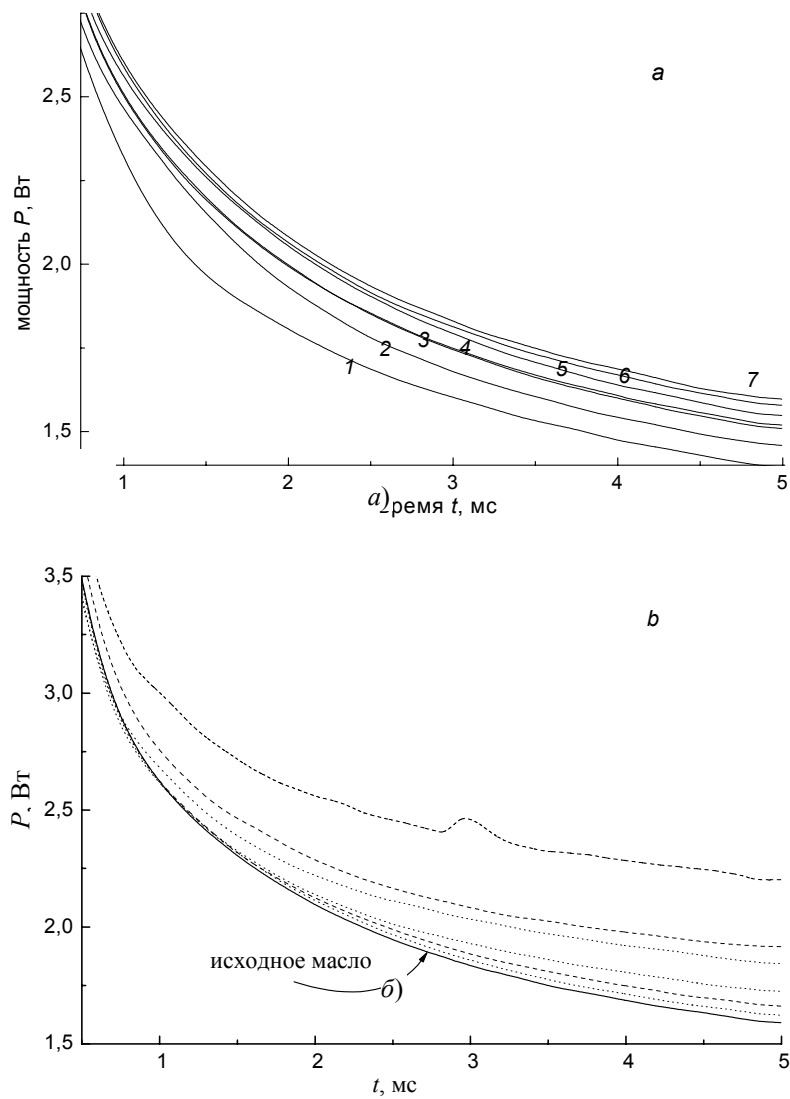 a
2,5
2,0
1,5
мощность P, Вт
1
2
3
4
5
6
7
1 2 3 4 5
а)ремя t, мс
b
3,5
3,0
2,5
2,0
1,5
P, Вт
исходное масло
б)
1 2 3 4 5
t, мс